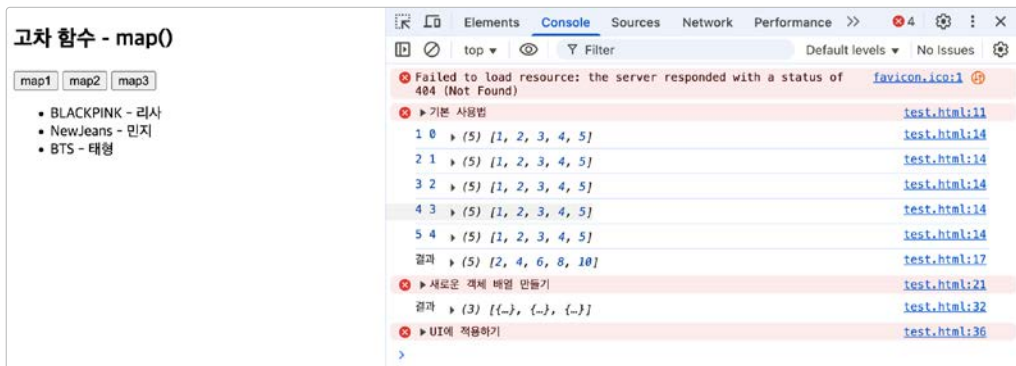 고차 함수 - map()
map1 map2 map3
• BLACKPINK - 리사
• NewJeans - 민지
• BTS - 태형
Elements Console Sources Network Performance 4
top Filter Default levels No Issues
Failed to load resource: the server responded with a status of favicon.ico:1
404 (Not Found)
기본 사용법 test.html:11
1 0 (5) [1, 2, 3, 4, 5] test.html:14
2 1 (5) [1, 2, 3, 4, 5] test.html:14
3 2 (5) [1, 2, 3, 4, 5] test.html:14
4 3 (5) [1, 2, 3, 4, 5] test.html:14
5 4 (5) [1, 2, 3, 4, 5] test.html:14
결과 (5) [2, 4, 6, 8, 10] test.html:17
새로운 객체 배열 만들기 test.html:21
결과 (3) [{…}, {…}, {…}] test.html:32
UI에 적용하기 test.html:36